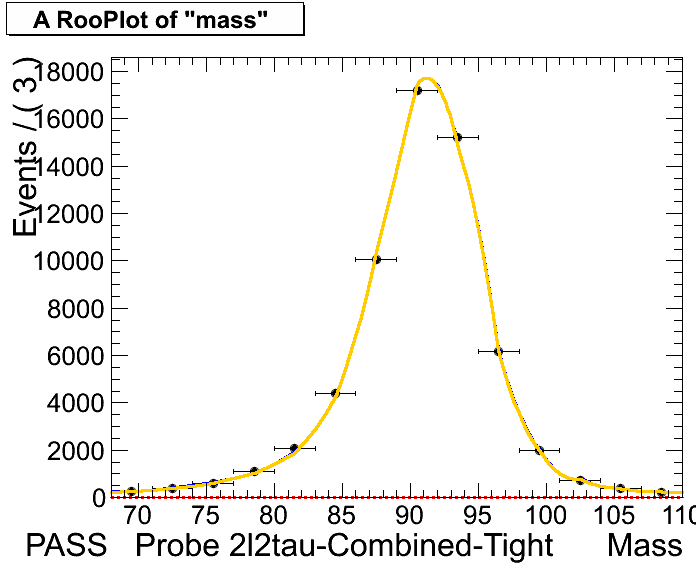 A RooPlot of "mass"
Events / ( 3 )
18000
16000
14000
12000
10000
8000
6000
4000
2000
0
70 75 80 85 90 95 100 105 110
PASS Probe 2l2tau-Combined-Tight Mass